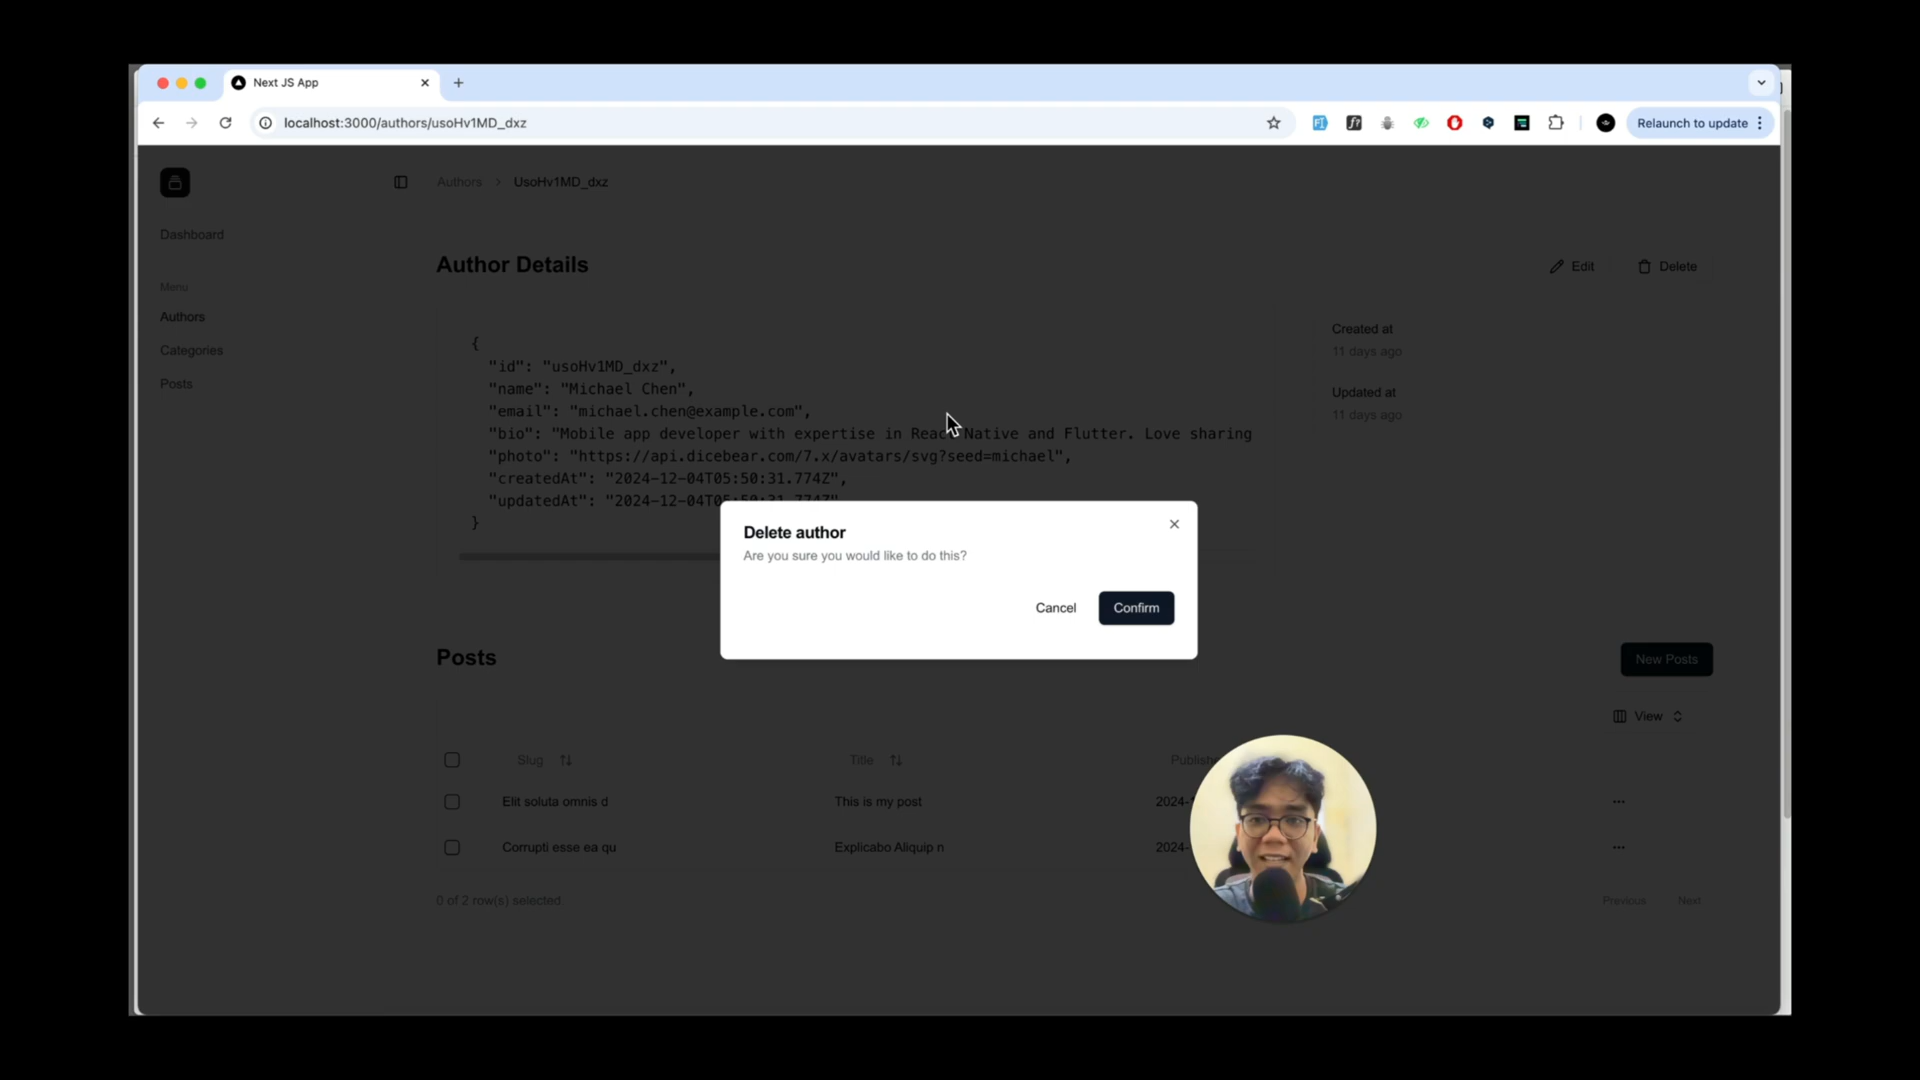 Next JS App
localhost:3000/authors/usoHv1MD_dxz
Relaunch to update
Authors > UsoHv1MD_dxz
Dashboard
Author Details
Edit
Delete
Menu
Authors
Categories
Posts
{
"id": "usoHv1MD_dxz",
"name": "Michael Chen",
"email": "michael.chen@example.com",
"bio": "Mobile app developer with expertise in React Native and Flutter. Love sharing
"photo": "https://api.dicebear.com/7.x/avatars/svg?seed=michael",
"createdAt": "2024-12-04T05:50:31.774Z",
"updatedAt": "2024-12-04T05:50:31.774Z"
}
Created at
11 days ago
Updated at
11 days ago
Delete author
Are you sure you would like to do this?
Cancel
Confirm
Posts
New Posts
View
Slug
Title
Elit soluta omnis d
This is my post
2024-
Corrupti esse ea qu
Explicabo Aliquip n
2024-
0 of 2 row(s) selected
Previous
Next